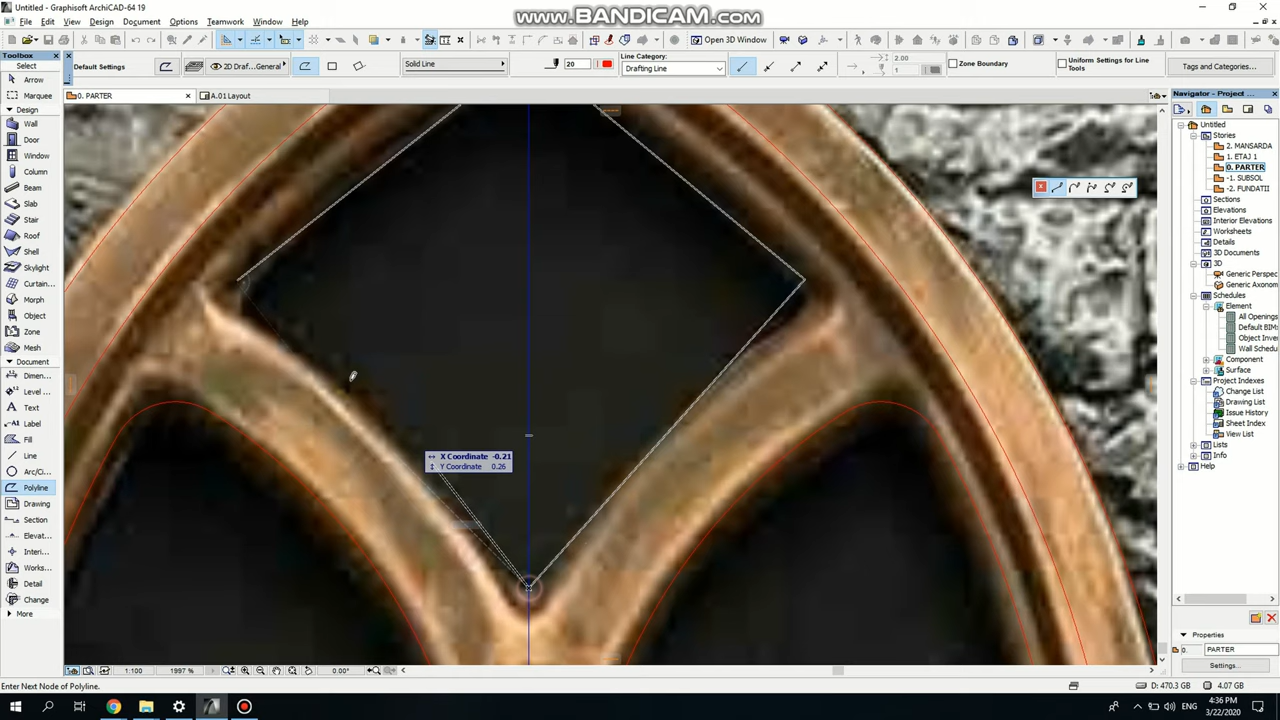 Untitled - Graphisoft ArchiCAD-64 19
www.BANDICAM.com
File Edit View Design Document Options Teamwork Window Help
Open 3D Window
Default Settings
2D Draf...General
Solid Line
20
Line Category:
Drafting Line
2.00
1
Zone Boundary
Uniform Settings for Line Tools
Tags and Categories...
Toolbox
Select
Arrow
Marquee
Design
Wall
Door
Window
Column
Beam
Slab
Stair
Roof
Shell
Skylight
Curtain...
Morph
Object
Zone
Mesh
Document
Dimen...
Level ...
Text
Label
Fill
Line
Arc/Ci...
Polyline
Drawing
Section
Elevat...
Interi...
Works...
Detail
Change
More
0. PARTER
A.01 Layout
X Coordinate -0.21
Y Coordinate 0.26
Navigator - Project ...
Untitled
Stories
2. MANSARDA
1. ETAJ 1
0. PARTER
-1. SUBSOL
-2. FUNDATII
Sections
Elevations
Interior Elevations
Worksheets
Details
3D Documents
3D
Generic Perspec
Generic Axonom
Schedules
Element
All Openings
Default BIM
Object Inve
Wall Schedu
Component
Surface
Project Indexes
Change List
Drawing List
Issue History
Sheet Index
View List
Lists
Info
Help
Properties
0.
PARTER
Settings...
1:100
1997 %
0.00°
Enter Next Node of Polyline.
D: 470.3 GB
4.07 GB
ENG
4:36 PM
3/22/2020